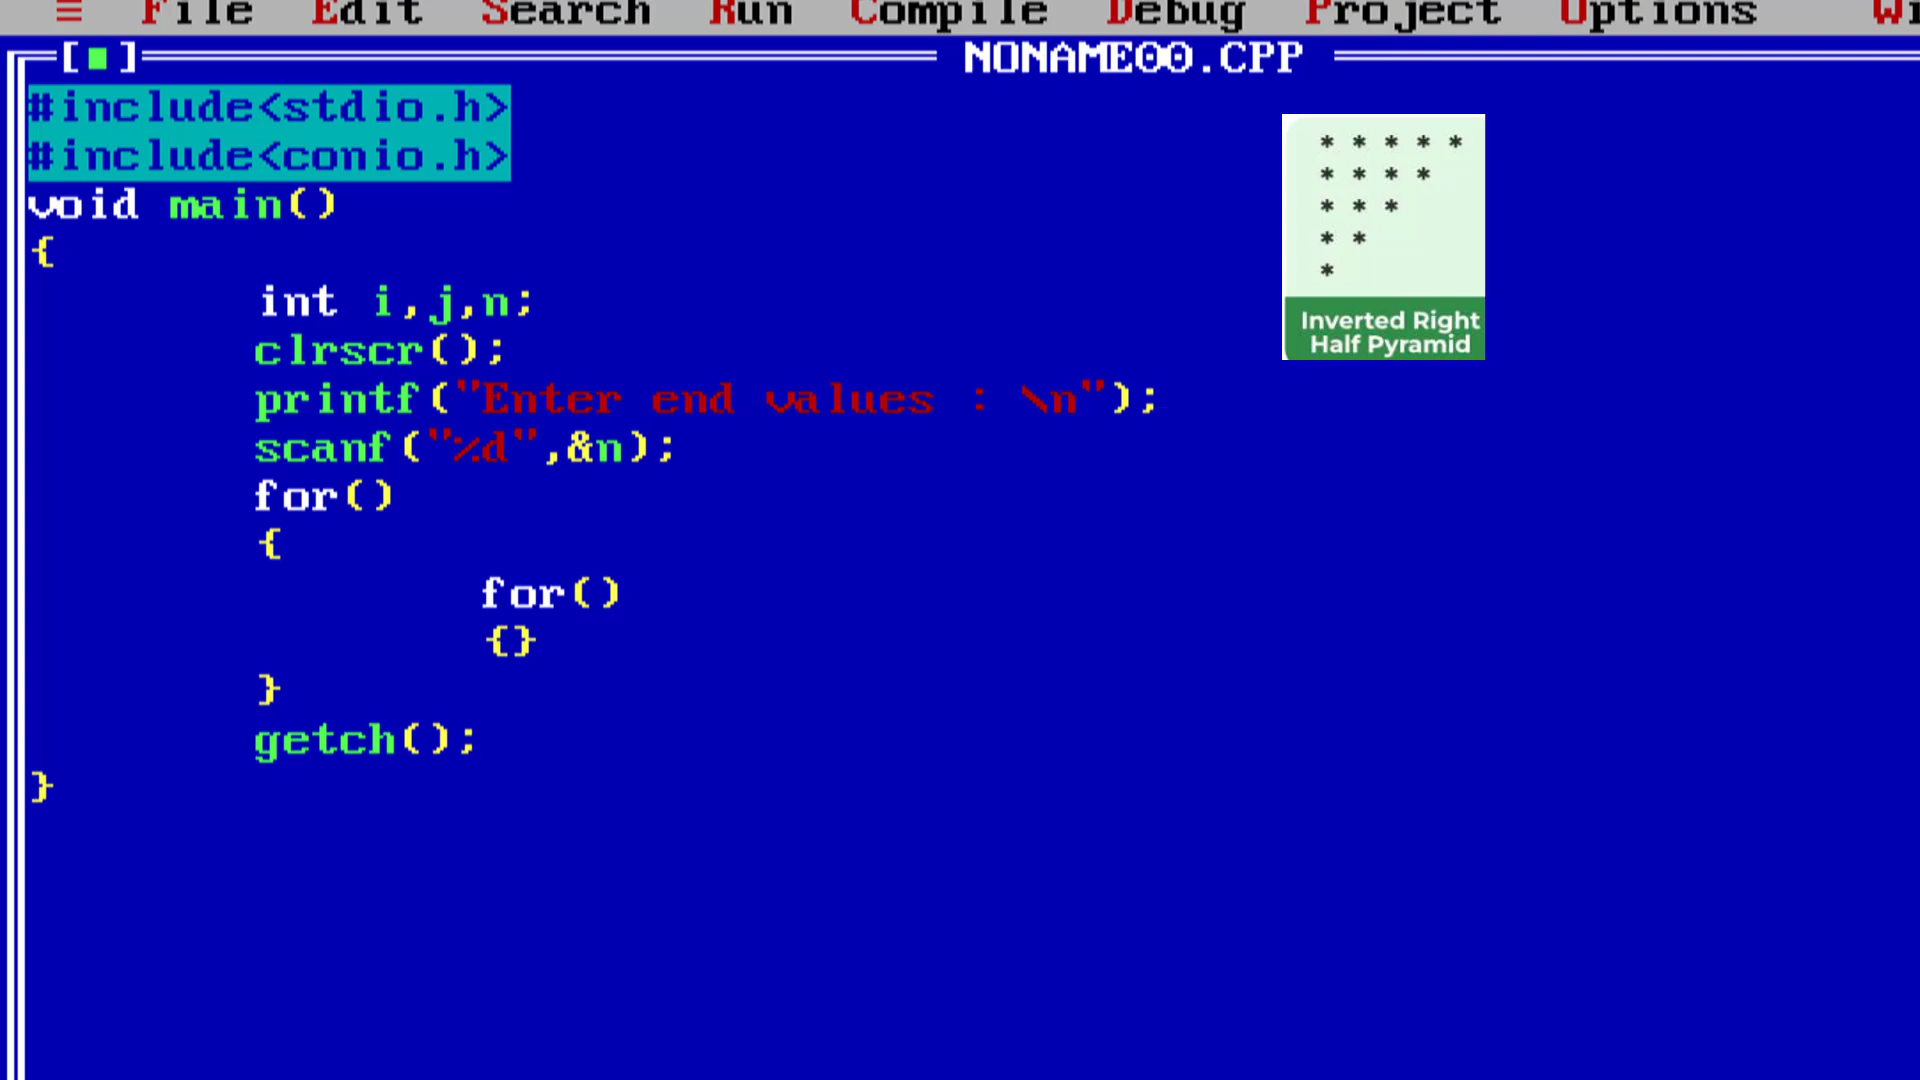 ≡ File Edit Search Run Compile Debug Project Options
[■] NONAME00.CPP
#include<stdio.h>
#include<conio.h>
void main()
{
int i,j,n;
clrscr();
printf("Enter end values : \n");
scanf("%d",&n);
for()
{
for()
{}
}
getch();
}
* * * * *
* * * *
* * *
* *
*
Inverted Right
Half Pyramid